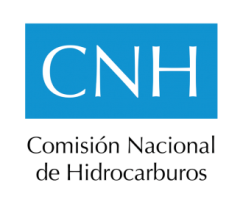 CNH
Comisión Nacional
de Hidrocarburos